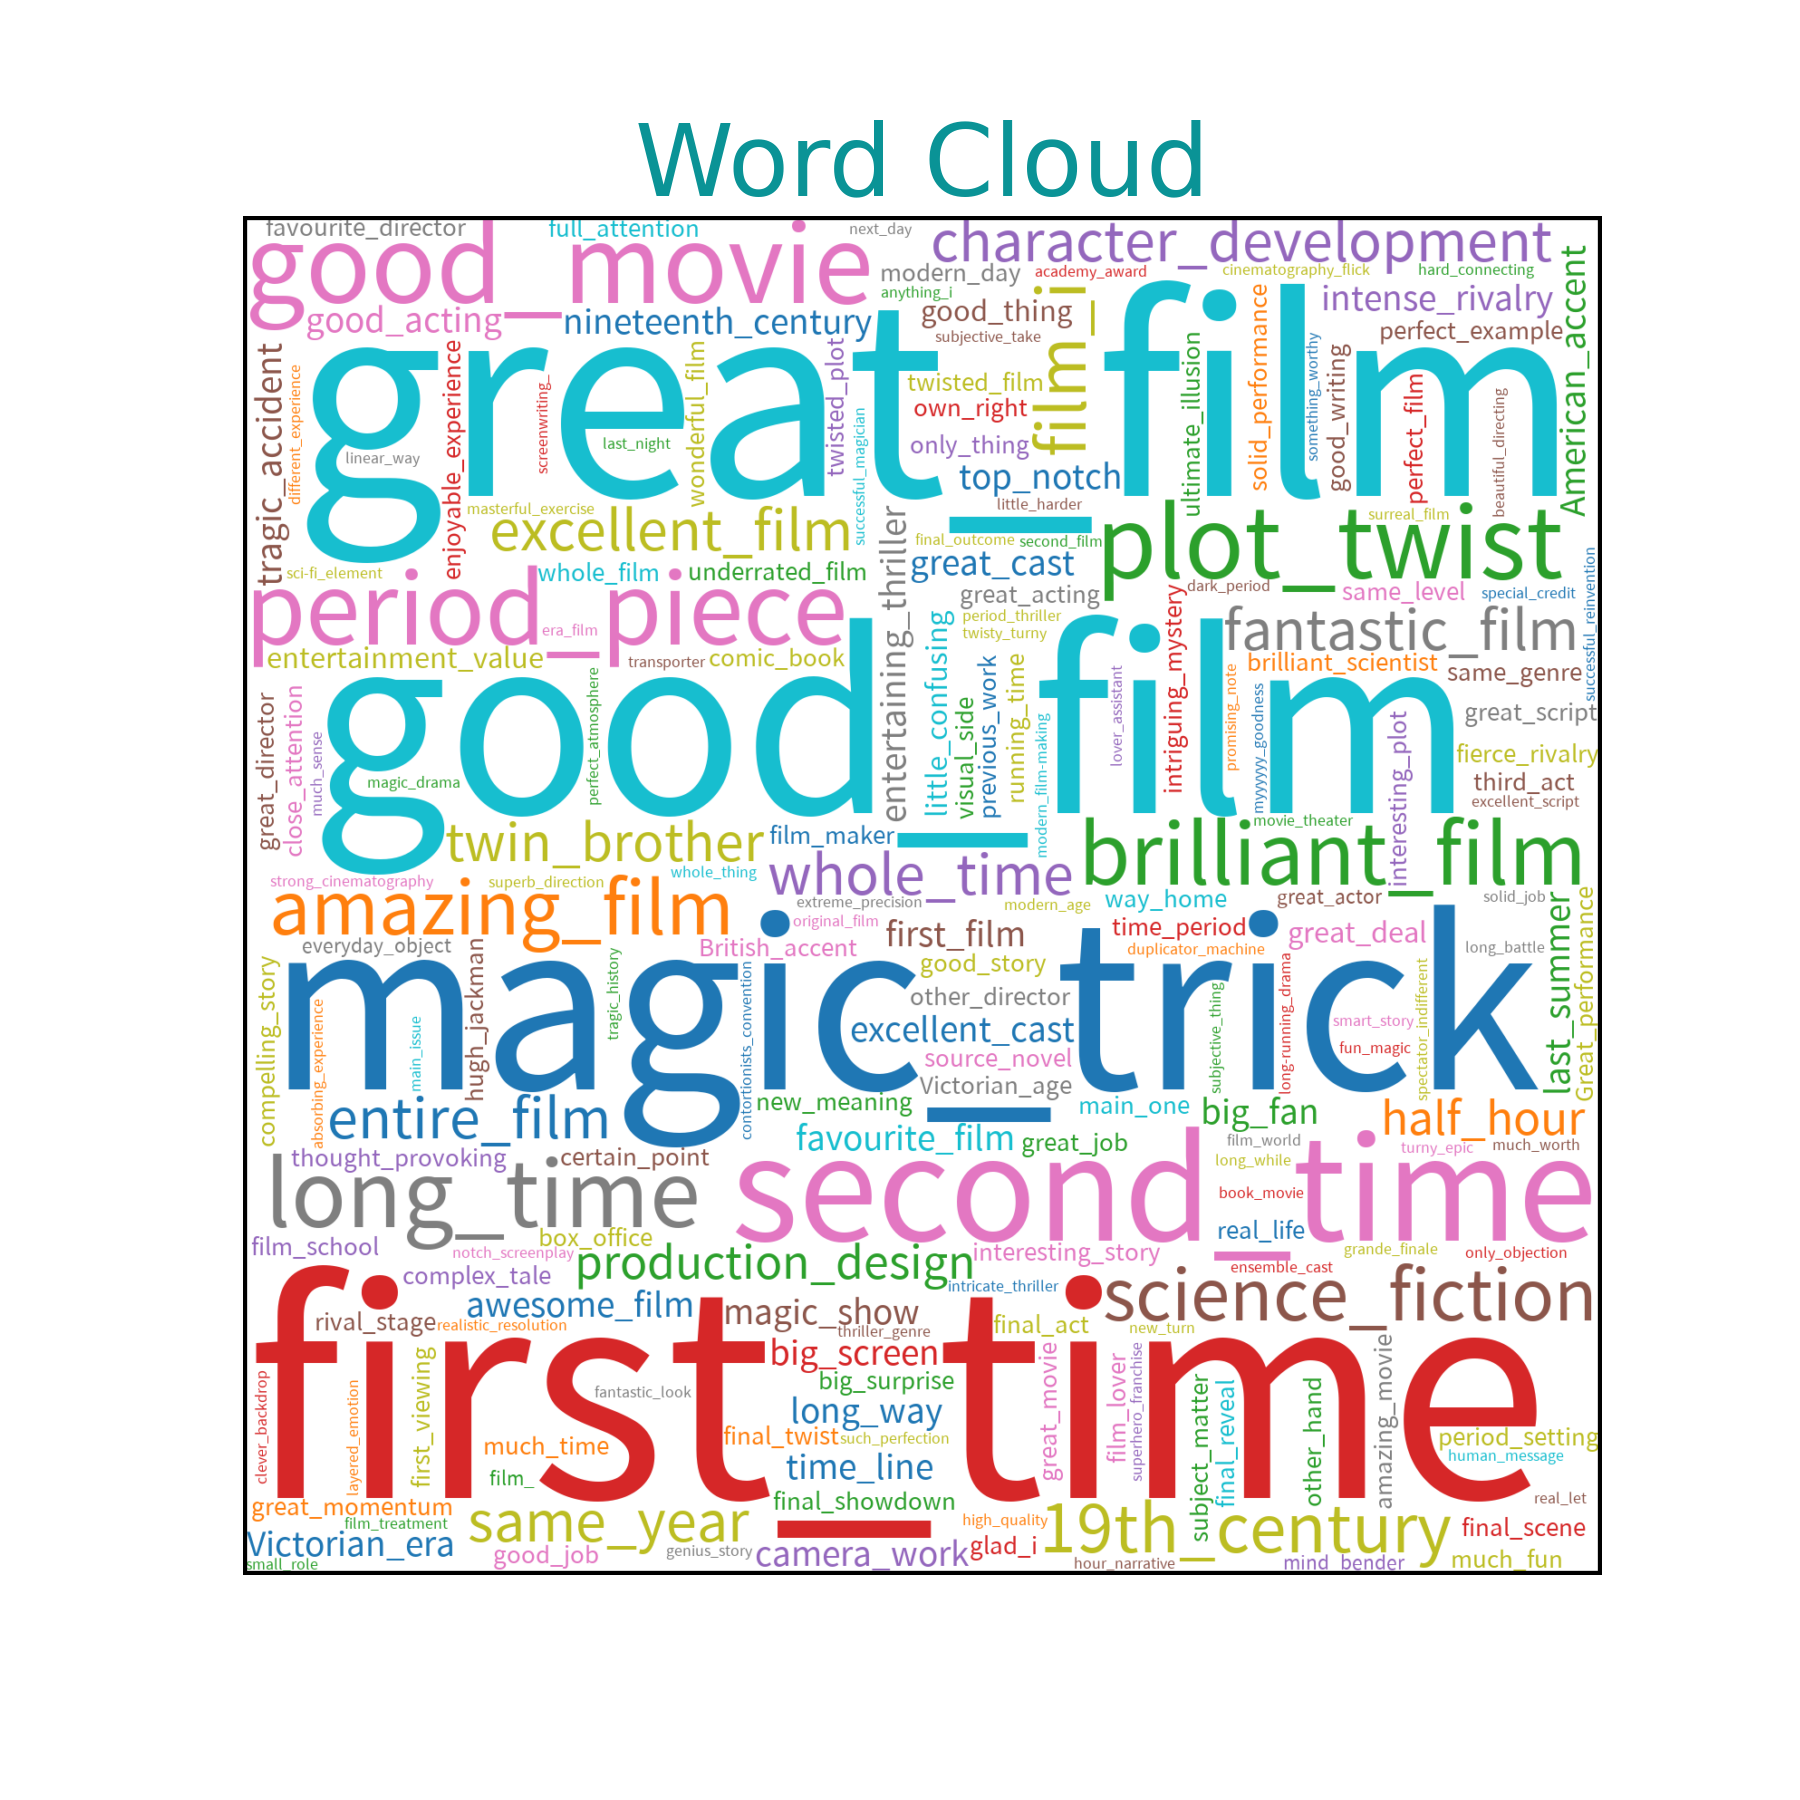 Word Cloud
favourite_director
full_attention
next_day
character_development
good_movie
modern_day
academy_award
cinematography_flick
hard_connecting
anything_i
good_acting
nineteenth_century
good_thing
film_i
intense_rivalry
American_accent
subjective_take
perfect_example
great_film
tragic_accident
different_experience
enjoyable_experience
screenwriting_
last_night
wonderful_film
twisted_plot
successful_magician
twisted_film
own_right
only_thing
ultimate_illusion
solid_performance
something_worthy
good_writing
perfect_film
beautiful_directing
linear_way
top_notch
little_harder
masterful_exercise
excellent_film
surreal_film
plot_twist
final_outcome
second_film
great_cast
entertaining_thriller
sci-fi_element
whole_film
underrated_film
great_acting
dark_period
same_level
special_credit
successful_reinvention
period_piece
era_film
period_thriller
twisty_turny
intriguing_mystery
fantastic_film
entertainment_value
transporter
comic_book
brilliant_scientist
same_genre
good_film
great_director
close_attention
much_sense
magic_drama
perfect_atmosphere
little_confusing
visual_side
previous_work
running_time
modern_film-making
lover_assistant
promising_note
myyyyyy_goodness
interesting_plot
great_script
fierce_rivalry
third_act
excellent_script
twin_brother
film_maker
movie_theater
brilliant_film
whole_thing
whole_time
strong_cinematography
superb_direction
amazing_film
extreme_precision
modern_age
way_home
great_actor
solid_job
original_film
first_film
time_period
great_deal
last_summer
Great_performance
everyday_object
British_accent
duplicator_machine
long_battle
magic_trick
compelling_story
absorbing_experience
main_issue
hugh_jackman
tragic_history
contortionists_convention
good_story
other_director
excellent_cast
source_novel
Victorian_age
subjective_thing
long-running_drama
smart_story
fun_magic
spectator_indifferent
entire_film
new_meaning
main_one
big_fan
half_hour
favourite_film
great_job
film_world
turny_epic
much_worth
thought_provoking
certain_point
long_while
long_time
second_time
book_movie
real_life
film_school
box_office
notch_screenplay
production_design
interesting_story
grande_finale
only_objection
complex_tale
ensemble_cast
intricate_thriller
science_fiction
awesome_film
magic_show
rival_stage
realistic_resolution
thriller_genre
final_act
new_turn
first_time
big_screen
clever_backdrop
layered_emotion
first_viewing
fantastic_look
big_surprise
long_way
great_movie
film_lover
superhero_franchise
subject_matter
final_reveal
other_hand
amazing_movie
much_time
final_twist
such_perfection
period_setting
human_message
film_
time_line
great_momentum
final_showdown
real_let
film_treatment
same_year
high_quality
19th_century
final_scene
Victorian_era
good_job
genius_story
camera_work
glad_i
small_role
hour_narrative
mind_bender
much_fun